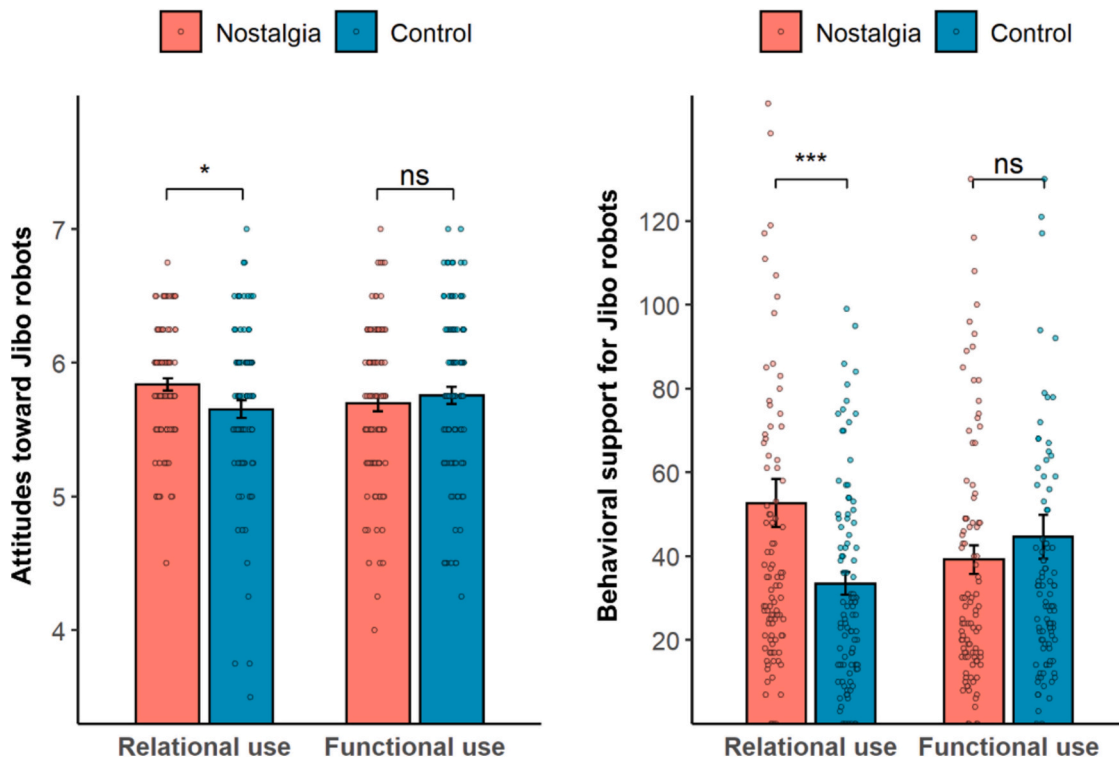 Nostalgia Control
Attitudes toward Jibo robots
7
6
5
4
*
ns
Relational use Functional use
Nostalgia Control
Behavioral support for Jibo robots
120
100
80
60
40
20
***
ns
Relational use Functional use